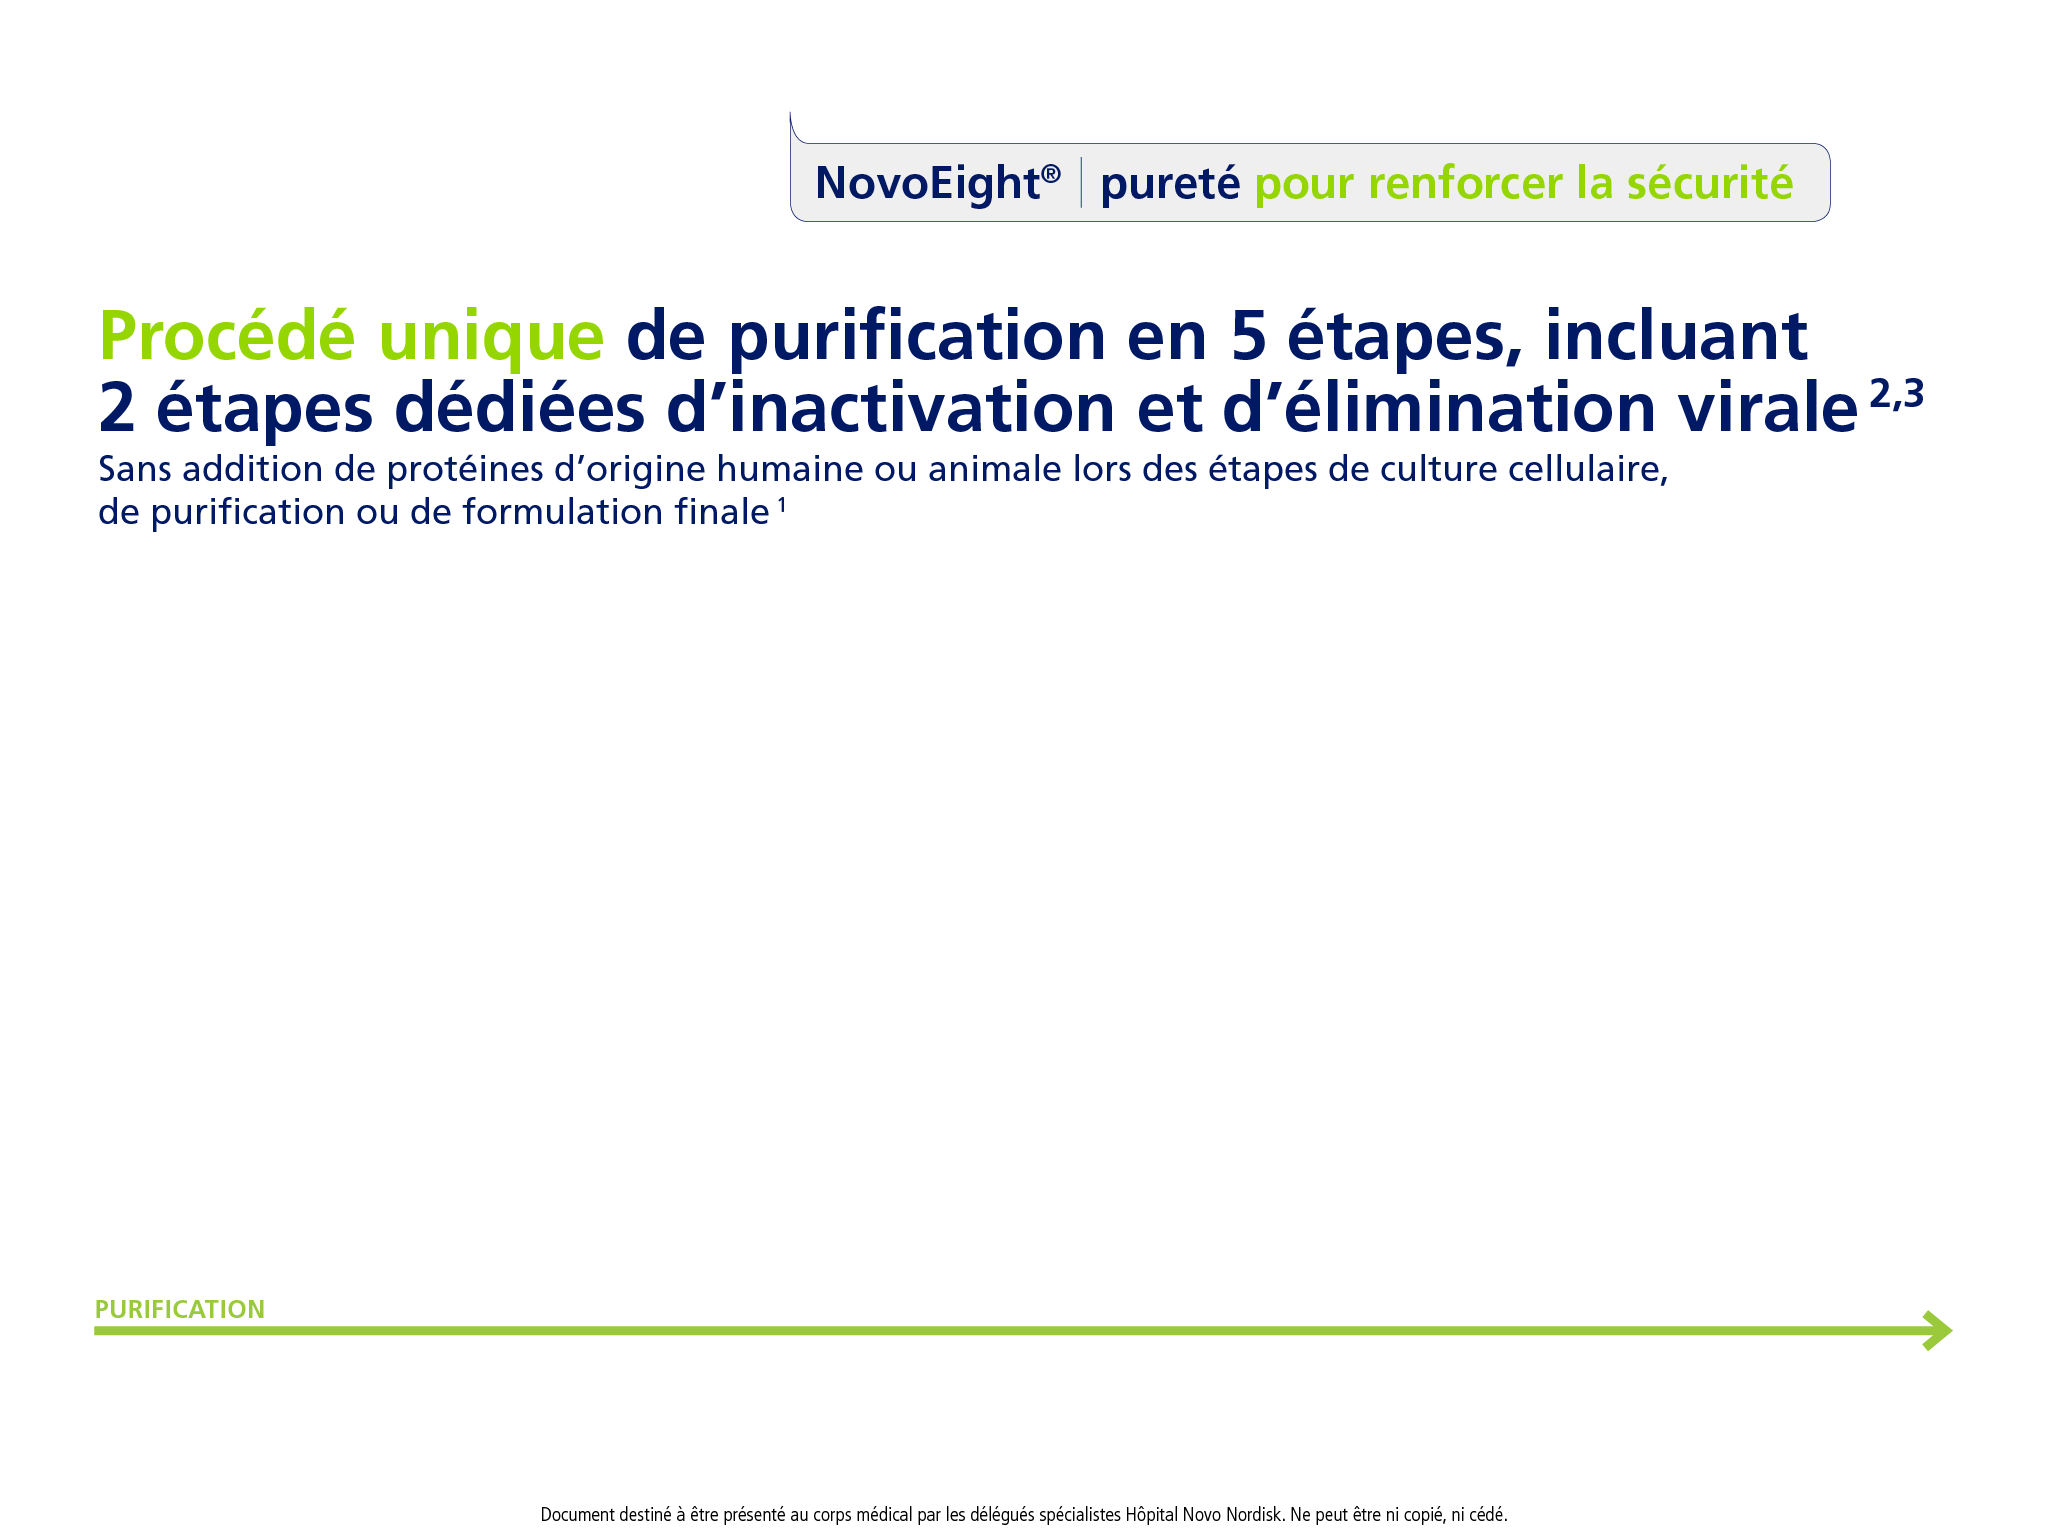 NovoEight® | pureté pour renforcer la sécurité
Procédé unique de purification en 5 étapes, incluant
2 étapes dédiées d’inactivation et d’élimination virale 2,3
Sans addition de protéines d’origine humaine ou animale lors des étapes de culture cellulaire,
de purification ou de formulation finale 1
PURIFICATION
Document destiné à être présenté au corps médical par les délégués spécialistes Hôpital Novo Nordisk. Ne peut être ni copié, ni cédé.